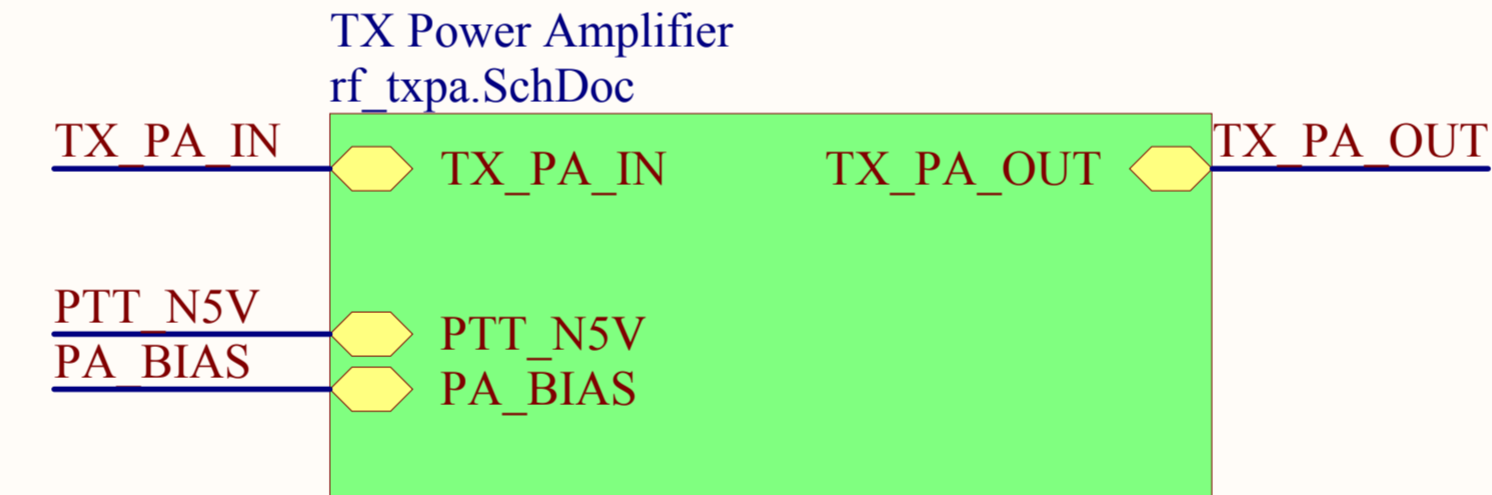 TX Power Amplifier
rf_txpa.SchDoc
TX_PA_IN
TX_PA_IN
TX_PA_OUT
TX_PA_OUT
PTT_N5V
PTT_N5V
PA_BIAS
PA_BIAS